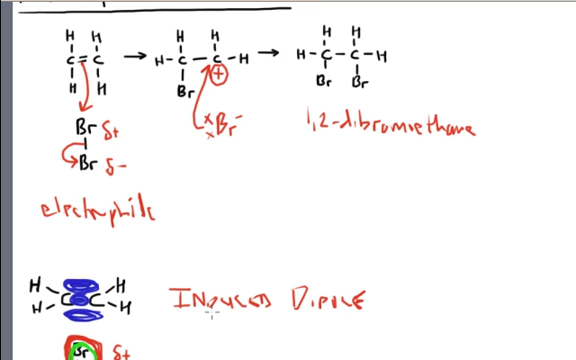 H H H H H H
C=C H-C-C-H H-C-C-H
H H Br + Br Br
Br δ+ ××Br⁻ 1,2-dibromoethane
Br δ-
electrophile
H C C H INDUCED DIPOLE
H H
Br δ+